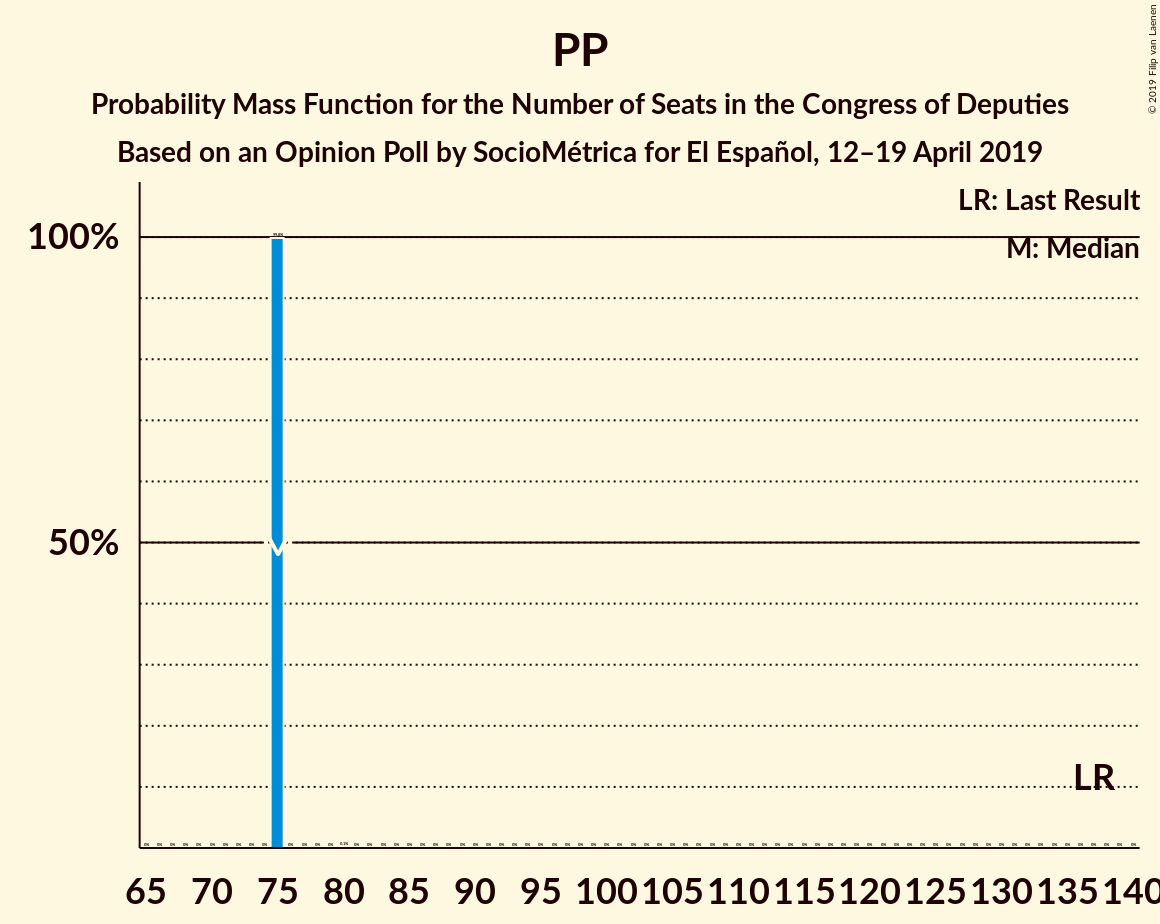 PP
Probability Mass Function for the Number of Seats in the Congress of Deputies
Based on an Opinion Poll by SocioMétrica for El Español, 12–19 April 2019
© 2019 Filip van Laenen
LR: Last Result
M: Median
100%
50%
LR
65 70 75 80 85 90 95 100 105 110 115 120 125 130 135 140